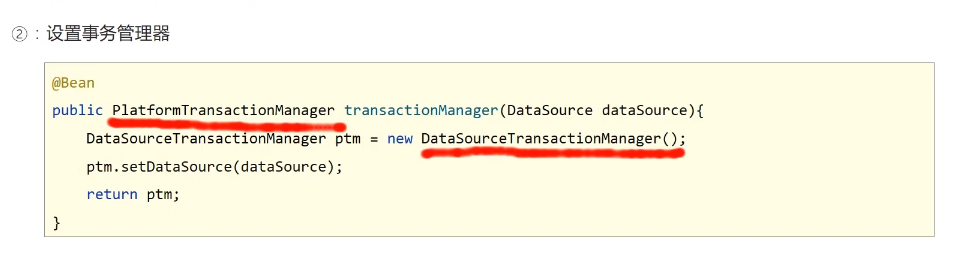 ②：设置事务管理器
@Bean
public PlatformTransactionManager transactionManager(DataSource dataSource){
    DataSourceTransactionManager ptm = new DataSourceTransactionManager();
    ptm.setDataSource(dataSource);
    return ptm;
}